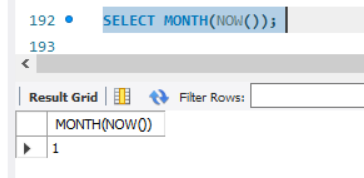 192 SELECT MONTH(NOW());
193
Result Grid Filter Rows:
MONTH(NOW())
1